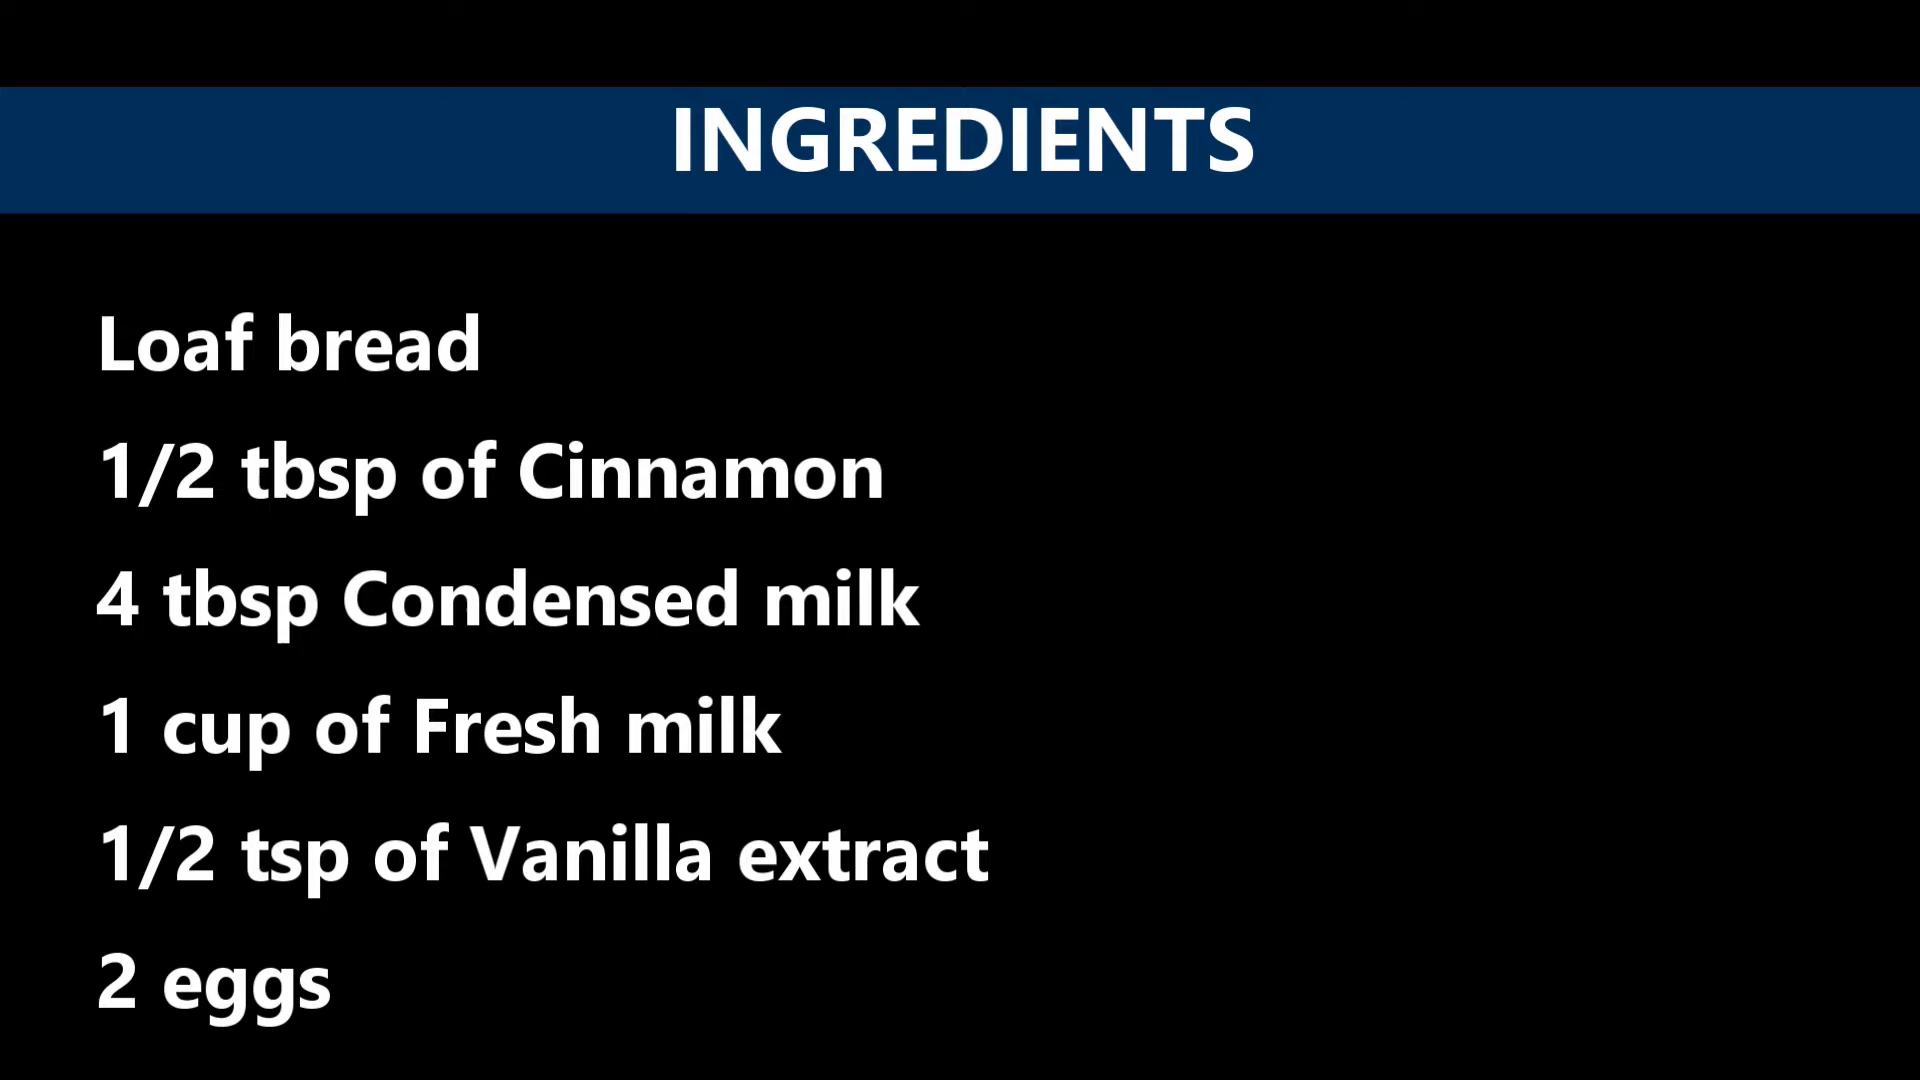 INGREDIENTS
Loaf bread
1/2 tbsp of Cinnamon
4 tbsp Condensed milk
1 cup of Fresh milk
1/2 tsp of Vanilla extract
2 eggs